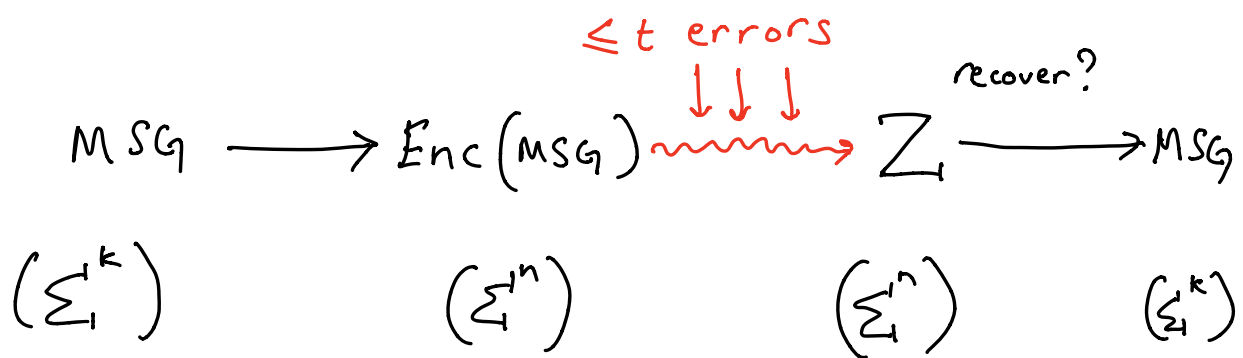 ≤ t errors
recover?
MSG → Enc(MSG) → Z → MSG
(Σ^k) (Σ^n) (Σ^n) (Σ^k)